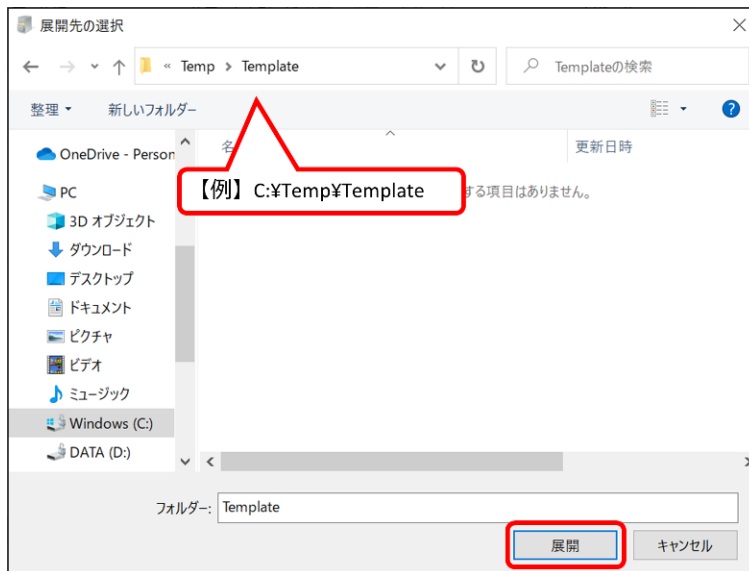 展開先の選択
« Temp > Template
Templateの検索
整理
新しいフォルダー
OneDrive - Person
名
更新日時
【例】C:¥Temp¥Template
する項目はありません。
PC
3D オブジェクト
ダウンロード
デスクトップ
ドキュメント
ピクチャ
ビデオ
ミュージック
Windows (C:)
DATA (D:)
フォルダー: Template
展開
キャンセル